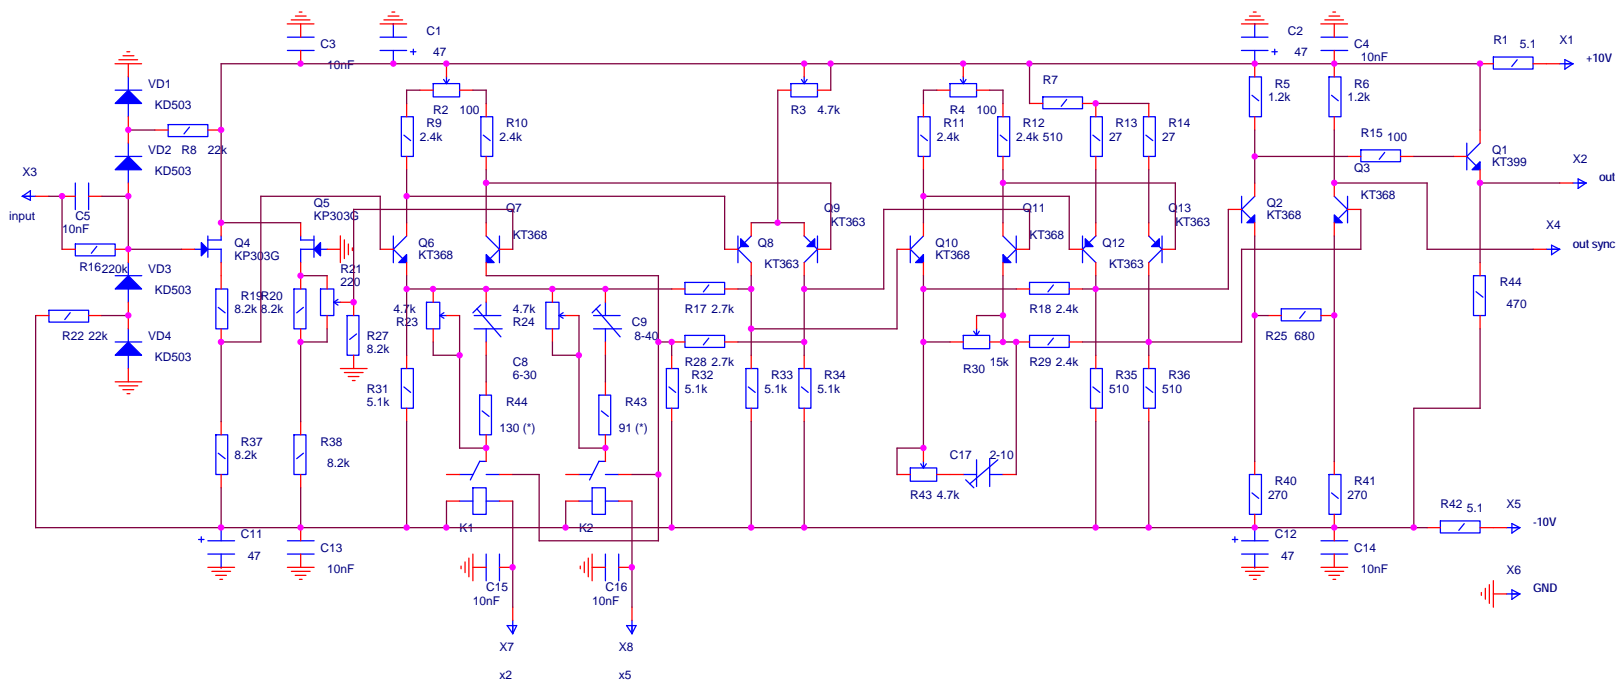 C3
10nF
C1
+
47
C2
+
47
C4
10nF
R1
5.1
X1
+10V
VD1
KD503
R8
22k
VD2
KD503
X3
input
C5
10nF
R16
220k
VD3
KD503
R22
22k
VD4
KD503
R2
100
R9
2.4k
R10
2.4k
R3
4.7k
R4
100
R11
2.4k
R12
2.4k
R7
510
R13
27
R14
27
R5
1.2k
R6
1.2k
R15
100
Q1
KT399
X2
out
Q3
KT368
Q2
KT368
X4
out sync
Q5
KP303G
Q4
KP303G
Q7
KT368
Q6
KT368
Q9
KT363
Q8
KT363
Q11
KT368
Q10
KT368
Q13
KT363
Q12
KT363
R21
220
R19
8.2k
R20
8.2k
R27
8.2k
4.7k
R23
4.7k
R24
C9
8-40
C8
6-30
R17
2.7k
R28
2.7k
R18
2.4k
R30
15k
R29
2.4k
R25
680
R44
470
R31
5.1k
R32
5.1k
R33
5.1k
R34
5.1k
R35
510
R36
510
R44
130 (*)
R43
91 (*)
R37
8.2k
R38
8.2k
C17
2-10
R43
4.7k
R40
270
R41
270
R42
5.1
X5
-10V
K1
K2
C11
+
47
C13
10nF
C15
10nF
C16
10nF
C12
+
47
C14
10nF
X6
GND
X7
x2
X8
x5